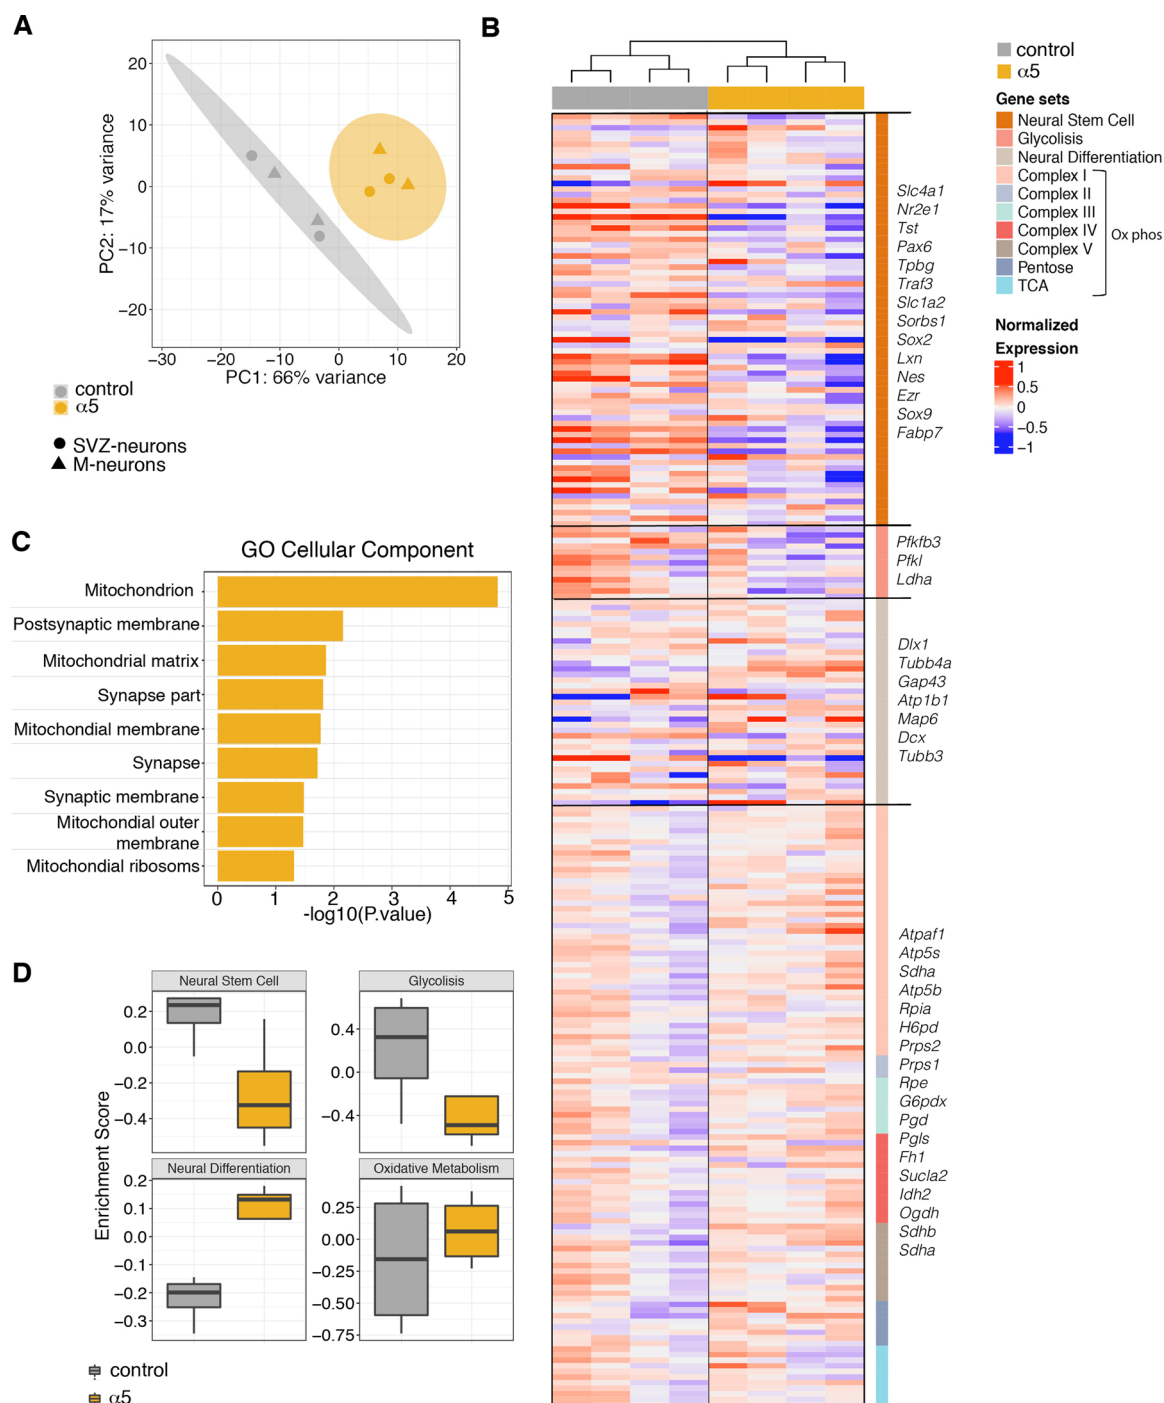 A
20
10
0
−10
−20
PC2: 17% variance
−30
−20
−10
0
10
20
PC1: 66% variance
control
α5
SVZ-neurons
M-neurons
B
control
α5
Gene sets
Neural Stem Cell
Glycolisis
Neural Differentiation
Complex I
Complex II
Complex III
Complex IV
Complex V
Pentose
TCA
Ox phos
Normalized
Expression
1
0.5
0
−0.5
−1
Slc4a1
Nr2e1
Tst
Pax6
Tpbg
Traf3
Slc1a2
Sorbs1
Sox2
Lxn
Nes
Ezr
Sox9
Fabp7
Pfkfb3
Pfkl
Ldha
Dlx1
Tubb4a
Gap43
Atp1b1
Map6
Dcx
Tubb3
Atpaf1
Atp5s
Sdha
Atp5b
Rpia
H6pd
Prps2
Prps1
Rpe
G6pdx
Pgd
Pgls
Fh1
Sucla2
Idh2
Ogdh
Sdhb
Sdha
C
GO Cellular Component
Mitochondrion
Postsynaptic membrane
Mitochondrial matrix
Synapse part
Mitochondial membrane
Synapse
Synaptic membrane
Mitochondial outer
membrane
Mitochondial ribosoms
0
1
2
3
4
5
-log10(P.value)
D
Enrichment Score
Neural Stem Cell
0.2
0.0
−0.2
−0.4
Glycolisis
0.4
0.0
−0.4
Neural Differentiation
0.2
0.1
0.0
−0.1
−0.2
−0.3
Oxidative Metabolism
0.25
0.00
−0.25
−0.50
−0.75
control
α5